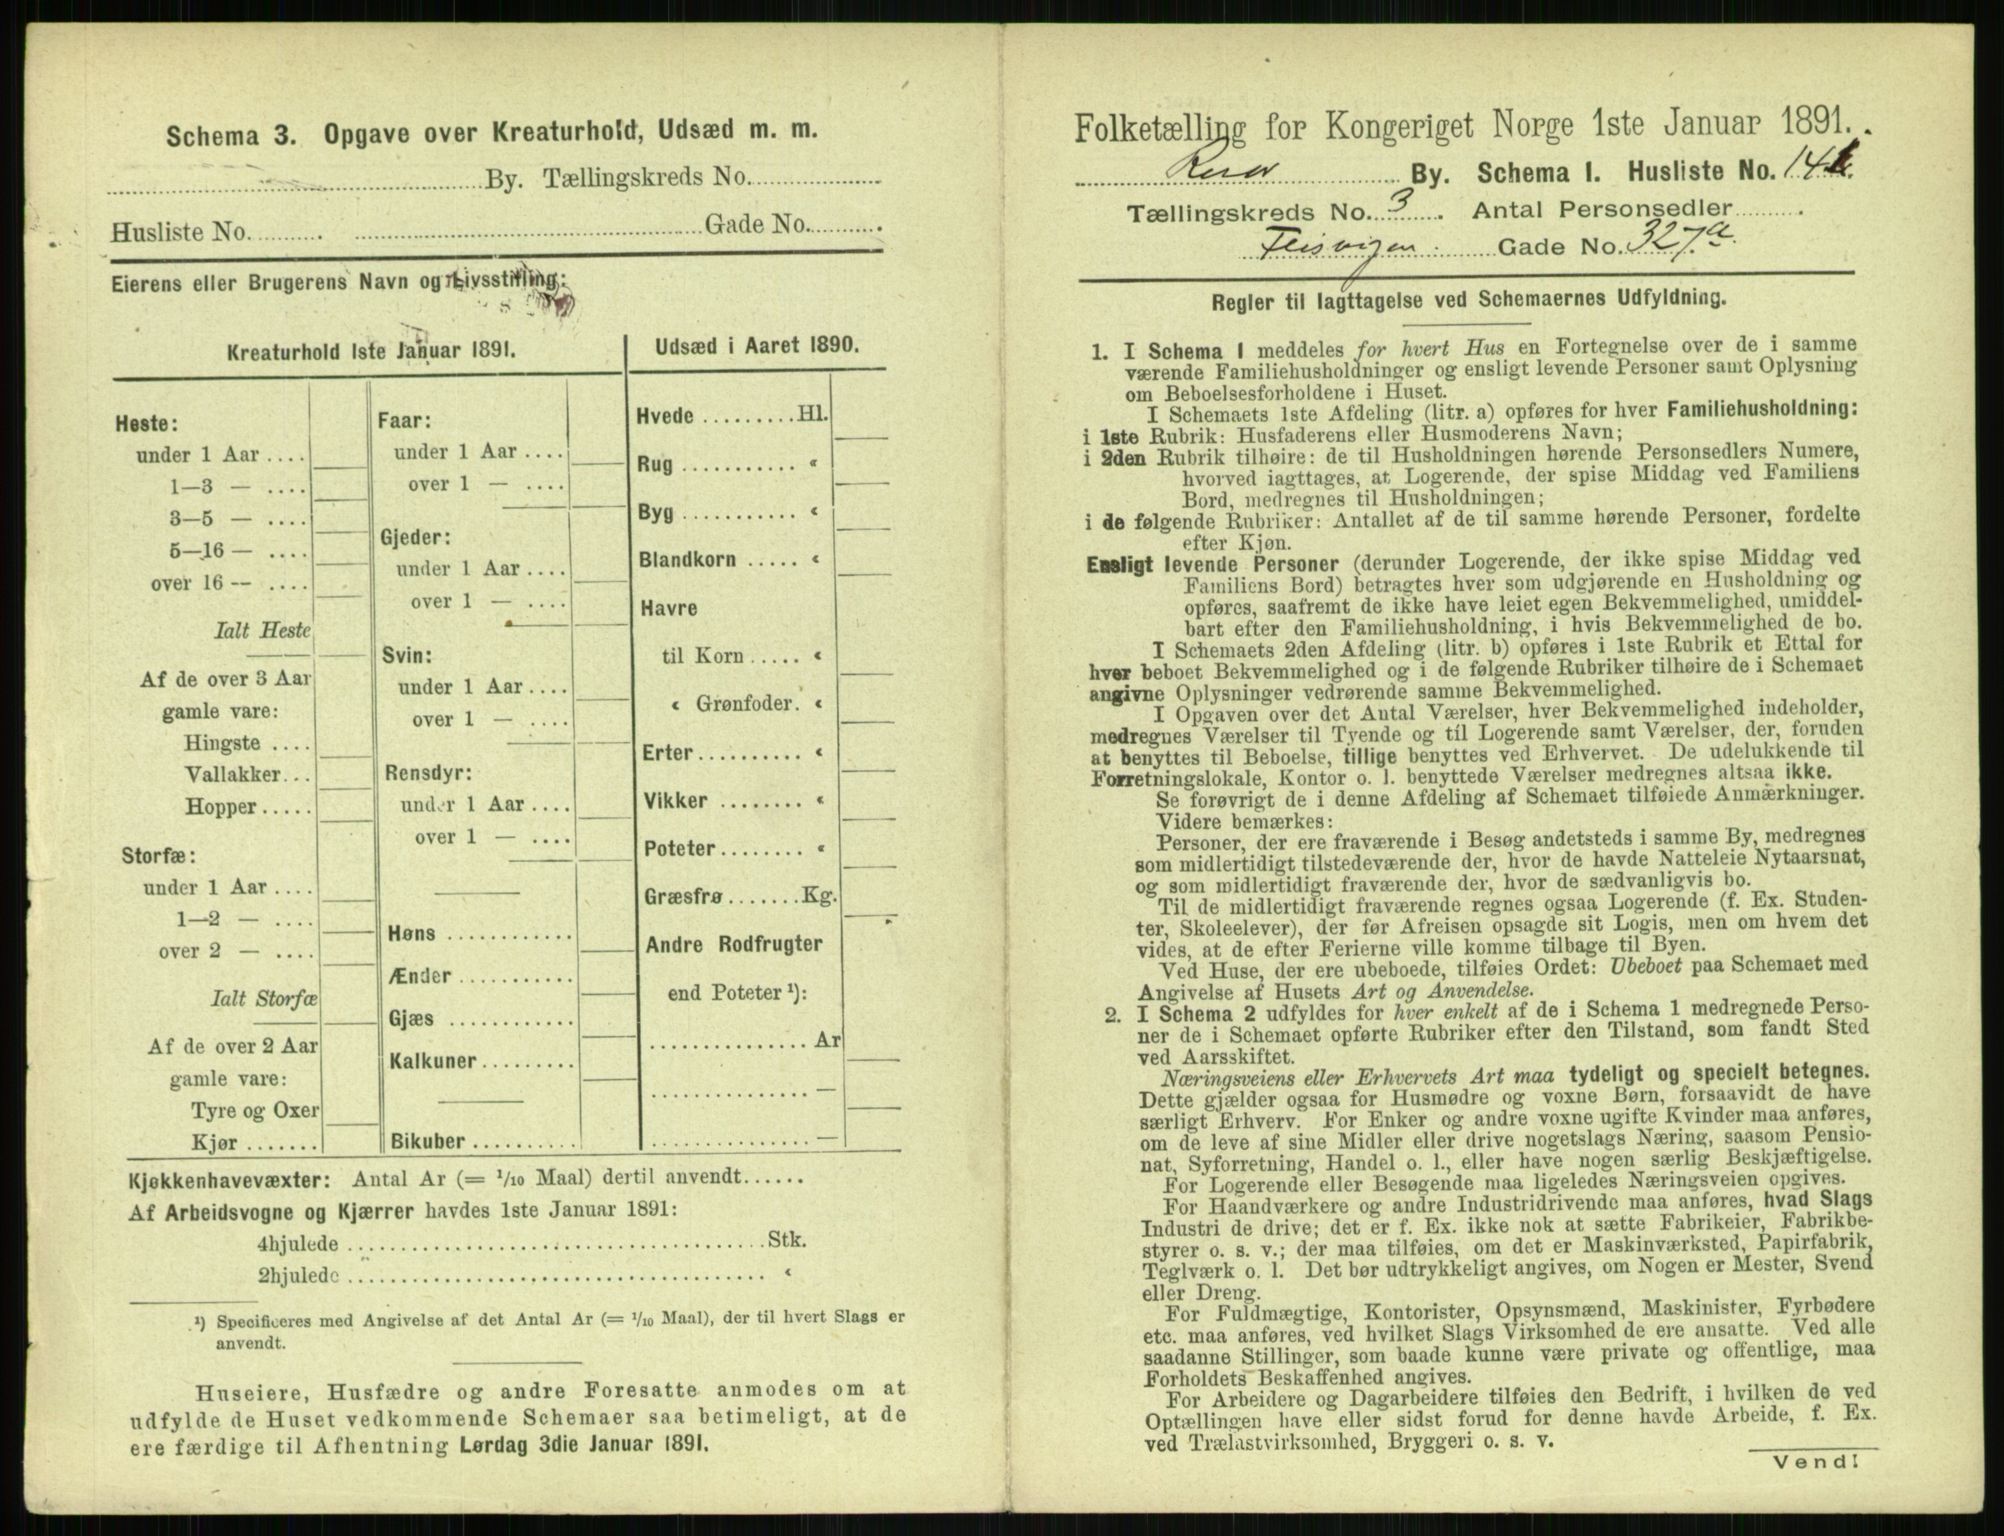 Schema 3. Opgave over Kreaturhold, Udsæd m. m.
By. Tællingskreds No.
Husliste No. Gade No.
Eierens eller Brugerens Navn og Livsstilling:
Kreaturhold 1ste Januar 1891.
Heste:
under 1 Aar ....
1—3 — ....
3—5 — ....
5—16 — ....
over 16 — ....
Ialt Heste
Af de over 3 Aar
gamle vare:
Hingste ....
Vallakker...
Hopper.....
Storfæ:
under 1 Aar ....
1—2 — ....
over 2 — ....
Ialt Storfæ
Af de over 2 Aar
gamle vare:
Tyre og Oxer
Kjør.......
Faar:
under 1 Aar ....
over 1 — ....
Gjeder:
under 1 Aar ....
over 1 — ....
Svin:
under 1 Aar ....
over 1 — ....
Rensdyr:
under 1 Aar ....
over 1 — ....
Høns ............
Ænder ...........
Gjæs ............
Kalkuner.........
Bikuber ..........
Udsæd i Aaret 1890.
Hvede .........Hl.
Rug ........... «
Byg ........... «
Blandkorn ..... «
Havre
til Korn ..... «
« Grønfoder. «
Erter.......... «
Vikker ........ «
Poteter........ «
Græsfrø.......Kg.
Andre Rodfrugter
end Poteter ¹):
............... Ar
............... —
............... —
Kjøkkenhavevæxter: Antal Ar (= 1/10 Maal) dertil anvendt......
Af Arbeidsvogne og Kjærrer havdes 1ste Januar 1891:
4hjulede ........................................Stk.
2hjulede ........................................ «
¹) Specificeres med Angivelse af det Antal Ar (= 1/10 Maal), der til hvert Slags er
anvendt.
Huseiere, Husfædre og andre Foresatte anmodes om at
udfylde de Huset vedkommende Schemaer saa betimeligt, at de
ere færdige til Afhentning Lørdag 3die Januar 1891.
Folketælling for Kongeriget Norge 1ste Januar 1891.
By. Schema I. Husliste No.
Tællingskreds No. 3. Antal Personsedler
Gade No. 327a.
Regler til Iagttagelse ved Schemaernes Udfyldning.
1. I Schema 1 meddeles for hvert Hus en Fortegnelse over de i samme
værende Familiehusholdninger og ensligt levende Personer samt Oplysning
om Beboelsesforholdene i Huset.
I Schemaets 1ste Afdeling (litr. a) opføres for hver Familiehusholdning:
i 1ste Rubrik: Husfaderens eller Husmoderens Navn;
i 2den Rubrik tilhøire: de til Husholdningen hørende Personsedlers Numere,
hvorved iagttages, at Logerende, der spise Middag ved Familiens
Bord, medregnes til Husholdningen;
i de følgende Rubriker: Antallet af de til samme hørende Personer, fordelte
efter Kjøn.
Ensligt levende Personer (derunder Logerende, der ikke spise Middag ved
Familiens Bord) betragtes hver som udgjørende en Husholdning og
opføres, saafremt de ikke have leiet egen Bekvemmelighed, umiddel-
bart efter den Familiehusholdning, i hvis Bekvemmelighed de bo.
I Schemaets 2den Afdeling (litr. b) opføres i 1ste Rubrik et Ettal for
hver beboet Bekvemmelighed og i de følgende Rubriker tilhøire de i Schemaet
angivne Oplysninger vedrørende samme Bekvemmelighed.
I Opgaven over det Antal Værelser, hver Bekvemmelighed indeholder,
medregnes Værelser til Tyende og til Logerende samt Værelser, der, foruden
at benyttes til Beboelse, tillige benyttes ved Erhvervet. De udelukkende til
Forretningslokale, Kontor o. l. benyttede Værelser medregnes altsaa ikke.
Se forøvrigt de i denne Afdeling af Schemaet tilføiede Anmærkninger.
Videre bemærkes:
Personer, der ere fraværende i Besøg andetsteds i samme By, medregnes
som midlertidigt tilstedeværende der, hvor de havde Natteleie Nytaarsnat,
og som midlertidigt fraværende der, hvor de sædvanligvis bo.
Til de midlertidigt fraværende regnes ogsaa Logerende (f. Ex. Studen-
ter, Skoleelever), der før Afreisen opsagde sit Logis, men om hvem det
vides, at de efter Ferierne ville komme tilbage til Byen.
Ved Huse, der ere ubeboede, tilføies Ordet: Ubeboet paa Schemaet med
Angivelse af Husets Art og Anvendelse.
2. I Schema 2 udfyldes for hver enkelt af de i Schema 1 medregnede Perso-
ner de i Schemaet opførte Rubriker efter den Tilstand, som fandt Sted
ved Aarsskiftet.
Næringsveiens eller Erhvervets Art maa tydeligt og specielt betegnes.
Dette gjælder ogsaa for Husmødre og voxne Børn, forsaavidt de have
særligt Erhverv. For Enker og andre voxne ugifte Kvinder maa anføres,
om de leve af sine Midler eller drive nogetslags Næring, saasom Pensio-
nat, Syforretning, Handel o. l., eller have nogen særlig Beskjæftigelse.
For Logerende eller Besøgende maa ligeledes Næringsveien opgives.
For Haandværkere og andre Industridrivende maa anføres, hvad Slags
Industri de drive; det er f. Ex. ikke nok at sætte Fabrikeier, Fabrikbe-
styrer o. s. v.; der maa tilføies, om det er Maskinværksted, Papirfabrik,
Teglværk o. l. Det bør udtrykkeligt angives, om Nogen er Mester, Svend
eller Dreng.
For Fuldmægtige, Kontorister, Opsynsmænd, Maskinister, Fyrbødere
etc. maa anføres, ved hvilket Slags Virksomhed de ere ansatte. Ved alle
saadanne Stillinger, som baade kunne være private og offentlige, maa
Forholdets Beskaffenhed angives.
For Arbeidere og Dagarbeidere tilføies den Bedrift, i hvilken de ved
Optællingen have eller sidst forud for denne havde Arbeide, f. Ex.
ved Trælastvirksomhed, Bryggeri o. s. v.
Vend!